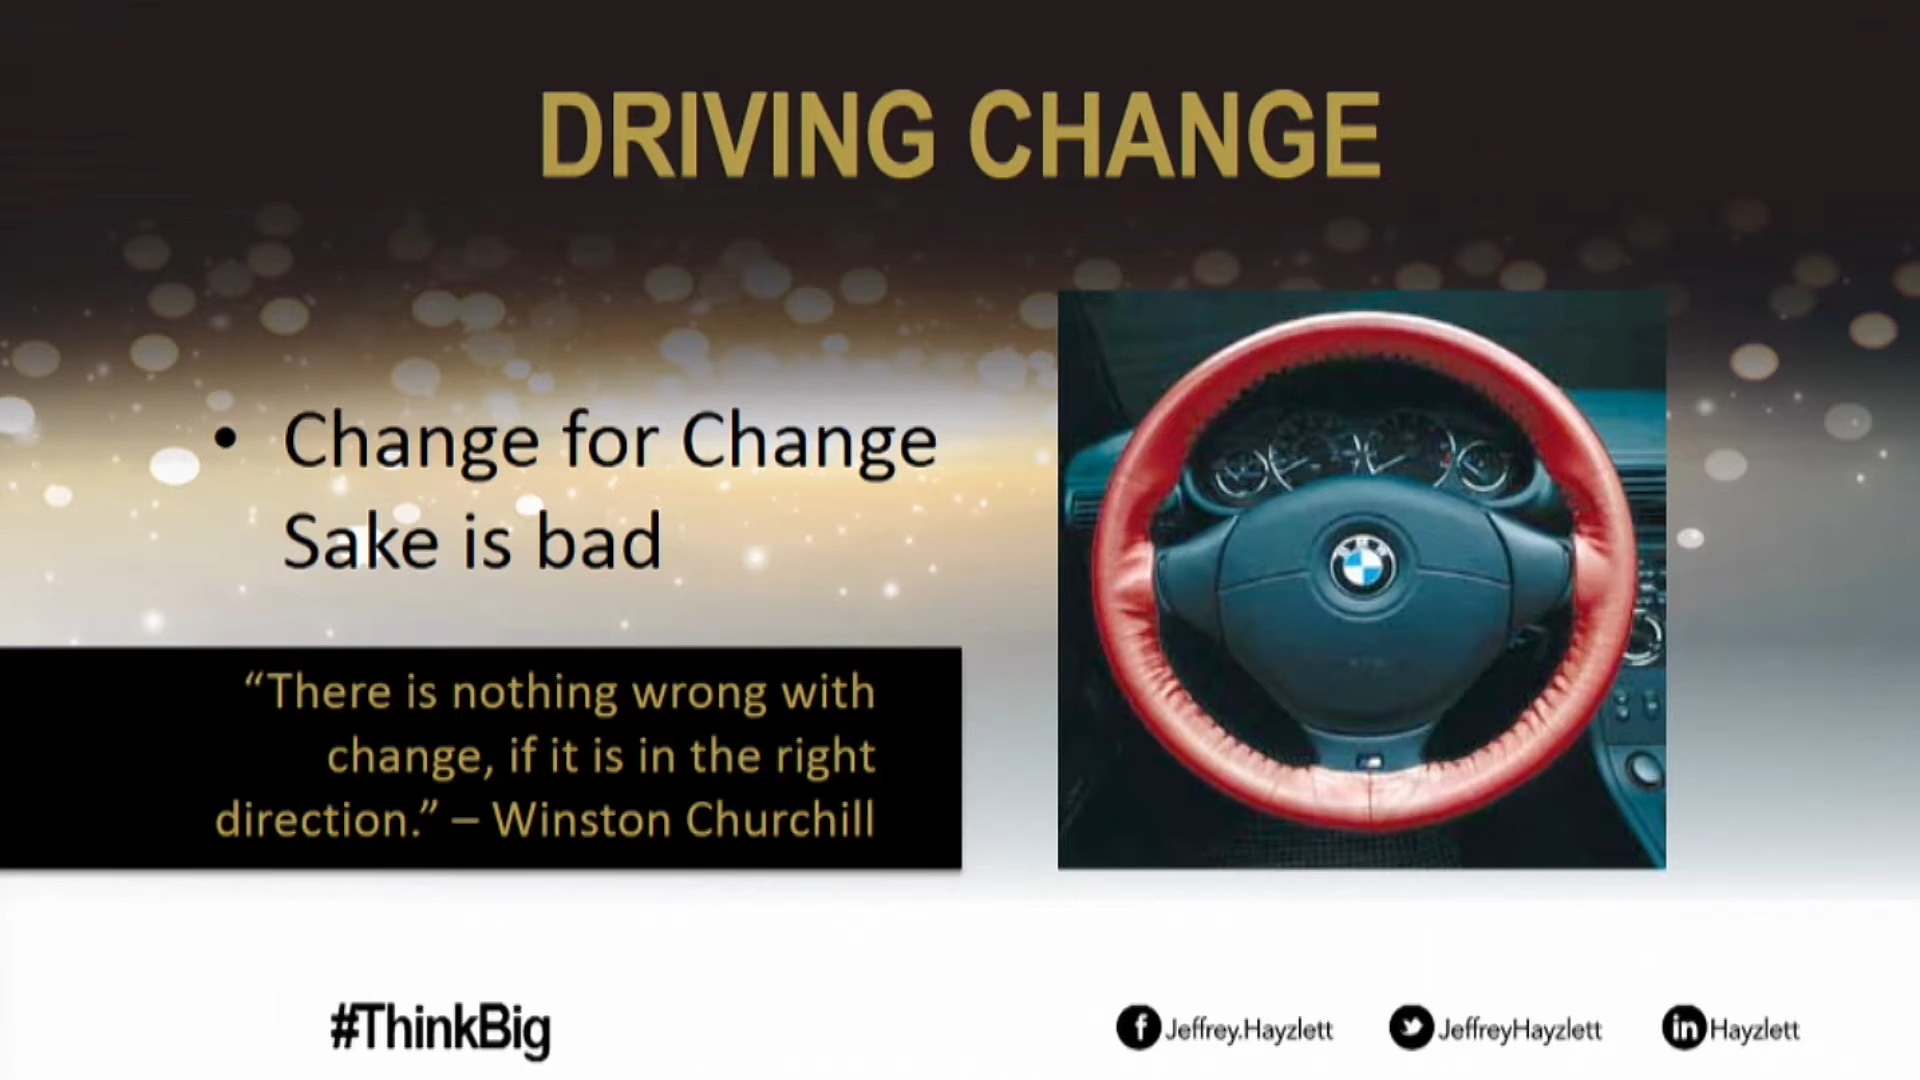 DRIVING CHANGE
• Change for Change
Sake is bad
“There is nothing wrong with
change, if it is in the right
direction.” – Winston Churchill
BMW
#ThinkBig
Jeffrey.Hayzlett
JeffreyHayzlett
Hayzlett